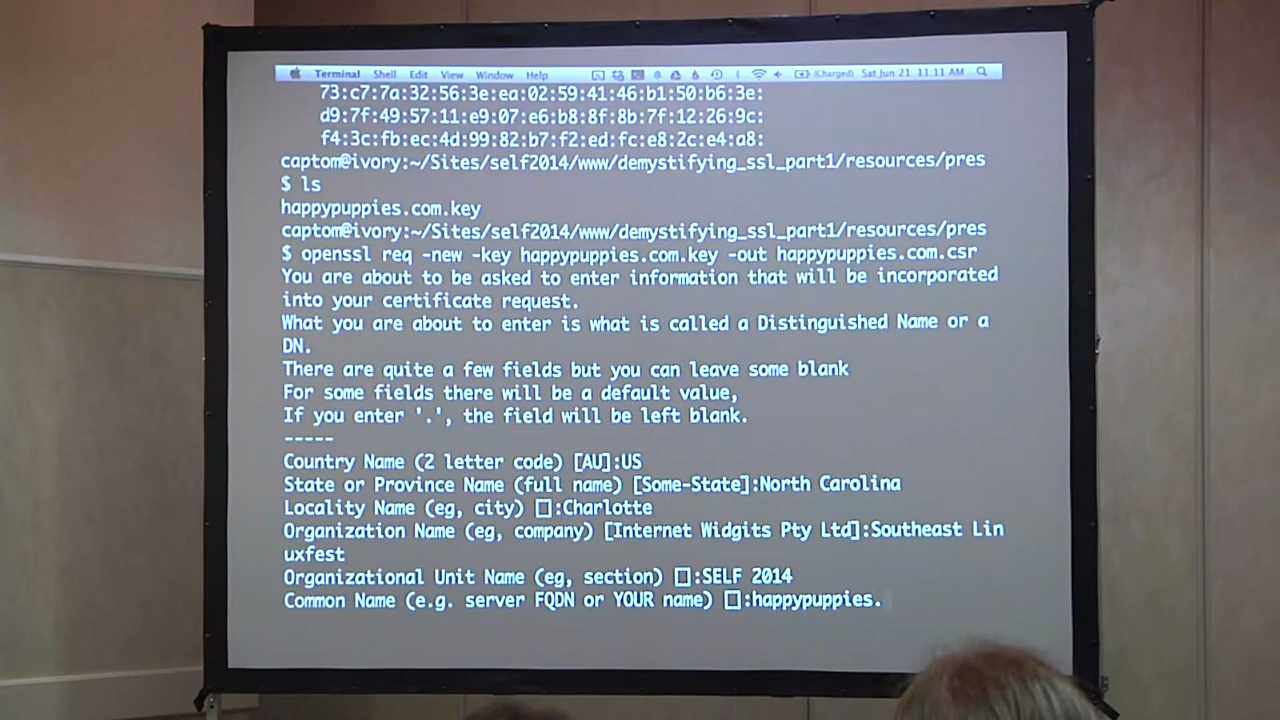 Terminal Shell Edit View Window Help (Charged) Sat Jun 21 11:11 AM
73:c7:7a:32:56:3e:ea:02:59:41:46:b1:50:b6:3e:
d9:7f:49:57:11:e9:07:e6:b8:8f:8b:7f:12:26:9c:
f4:3c:fb:ec:4d:99:82:b7:f2:ed:fc:e8:2c:e4:a8:
captom@ivory:~/Sites/self2014/www/demystifying_ssl_part1/resources/pres
$ ls
happypuppies.com.key
captom@ivory:~/Sites/self2014/www/demystifying_ssl_part1/resources/pres
$ openssl req -new -key happypuppies.com.key -out happypuppies.com.csr
You are about to be asked to enter information that will be incorporated
into your certificate request.
What you are about to enter is what is called a Distinguished Name or a
DN.
There are quite a few fields but you can leave some blank
For some fields there will be a default value,
If you enter '.', the field will be left blank.
-----
Country Name (2 letter code) [AU]:US
State or Province Name (full name) [Some-State]:North Carolina
Locality Name (eg, city) []:Charlotte
Organization Name (eg, company) [Internet Widgits Pty Ltd]:Southeast Lin
uxfest
Organizational Unit Name (eg, section) []:SELF 2014
Common Name (e.g. server FQDN or YOUR name) []:happypuppies.